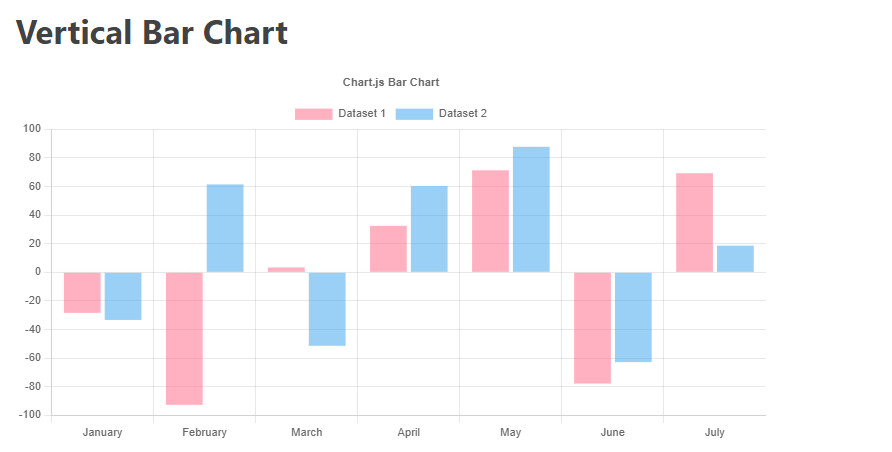 Vertical Bar Chart
Chart.js Bar Chart
Dataset 1 Dataset 2
100
80
60
40
20
0
-20
-40
-60
-80
-100
January February March April May June July